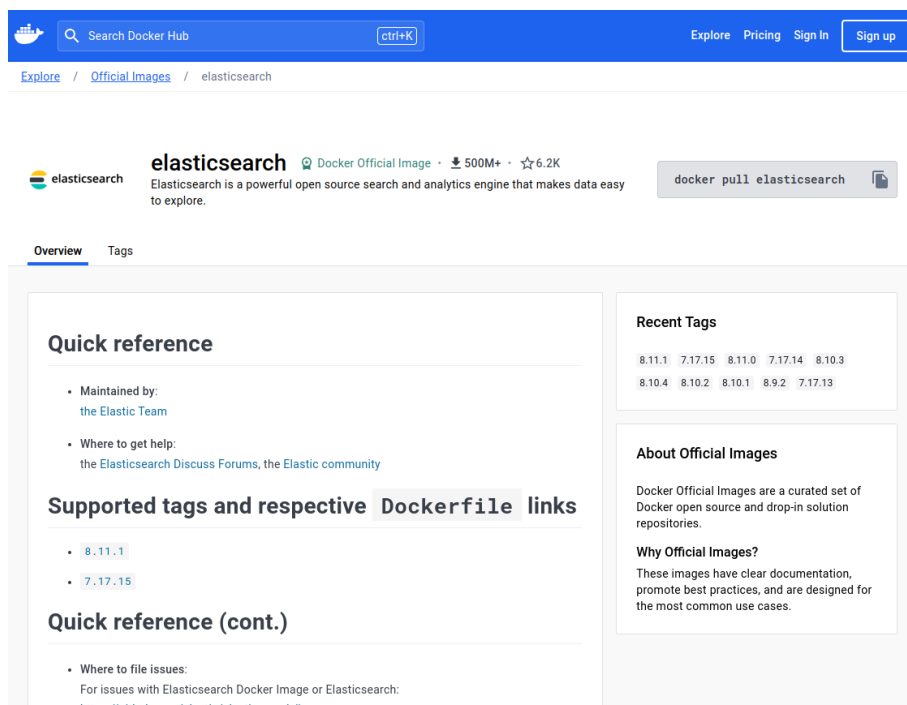 Search Docker Hub
ctrl+K
Explore Pricing Sign In Sign up
Explore / Official Images / elasticsearch
elasticsearch
elasticsearch Docker Official Image · 500M+ · 6.2K
Elasticsearch is a powerful open source search and analytics engine that makes data easy
to explore.
docker pull elasticsearch
Overview Tags
Quick reference
• Maintained by:
the Elastic Team
• Where to get help:
the Elasticsearch Discuss Forums, the Elastic community
Supported tags and respective Dockerfile links
• 8.11.1
• 7.17.15
Quick reference (cont.)
• Where to file issues:
For issues with Elasticsearch Docker Image or Elasticsearch:
Recent Tags
8.11.1 7.17.15 8.11.0 7.17.14 8.10.3
8.10.4 8.10.2 8.10.1 8.9.2 7.17.13
About Official Images
Docker Official Images are a curated set of
Docker open source and drop-in solution
repositories.
Why Official Images?
These images have clear documentation,
promote best practices, and are designed for
the most common use cases.